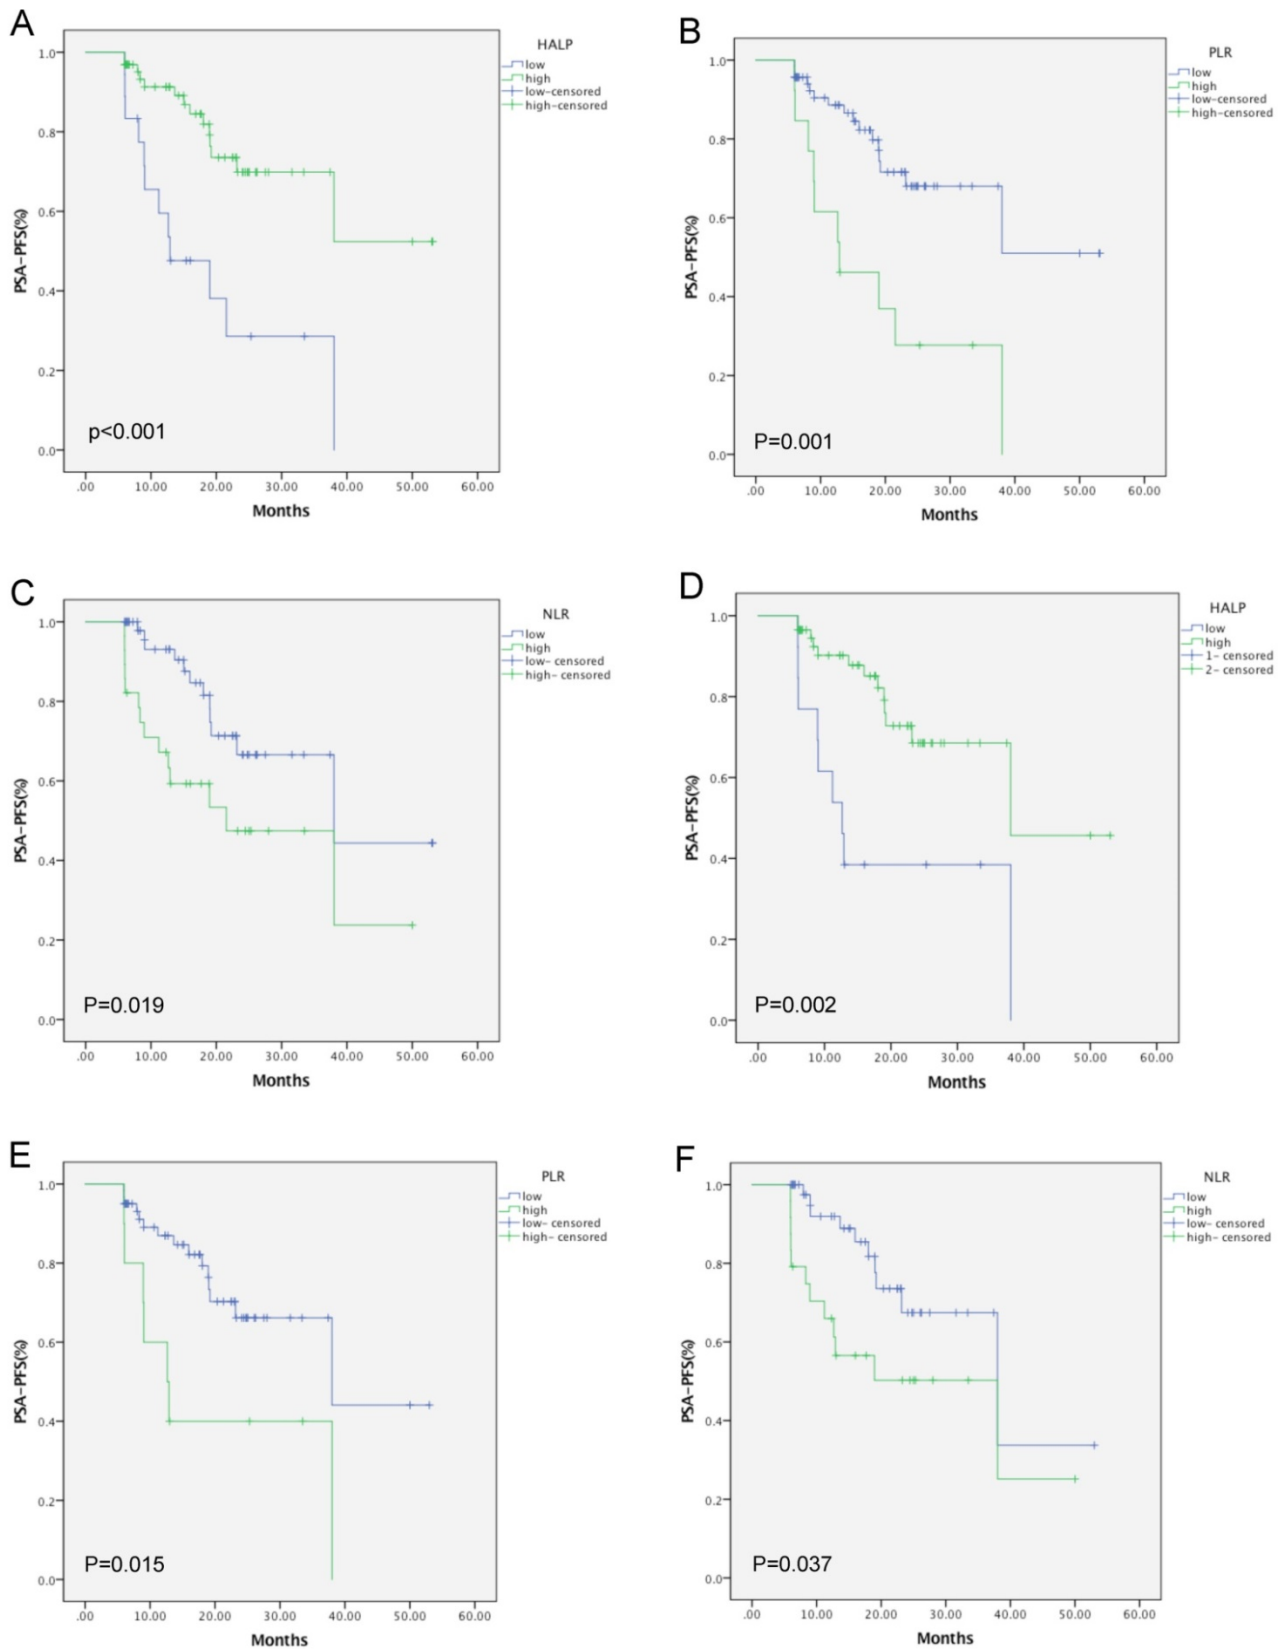 A
HALP
low
high
low-censored
high-censored
PSA-PFS(%)
1.0
0.8
0.6
0.4
0.2
0.0
p<0.001
.00 10.00 20.00 30.00 40.00 50.00 60.00
Months
B
PLR
low
high
low-censored
high-censored
PSA-PFS(%)
1.0
0.8
0.6
0.4
0.2
0.0
P=0.001
.00 10.00 20.00 30.00 40.00 50.00 60.00
Months
C
NLR
low
high
low- censored
high- censored
PSA-PFS(%)
1.0
0.8
0.6
0.4
0.2
0.0
P=0.019
.00 10.00 20.00 30.00 40.00 50.00 60.00
Months
D
HALP
low
high
1- censored
2- censored
PSA-PFS(%)
1.0
0.8
0.6
0.4
0.2
0.0
P=0.002
.00 10.00 20.00 30.00 40.00 50.00 60.00
Months
E
PLR
low
high
low- censored
high- censored
PSA-PFS(%)
1.0
0.8
0.6
0.4
0.2
0.0
P=0.015
.00 10.00 20.00 30.00 40.00 50.00 60.00
Months
F
NLR
low
high
low- censored
high- censored
PSA-PFS(%)
1.0
0.8
0.6
0.4
0.2
0.0
P=0.037
.00 10.00 20.00 30.00 40.00 50.00 60.00
Months